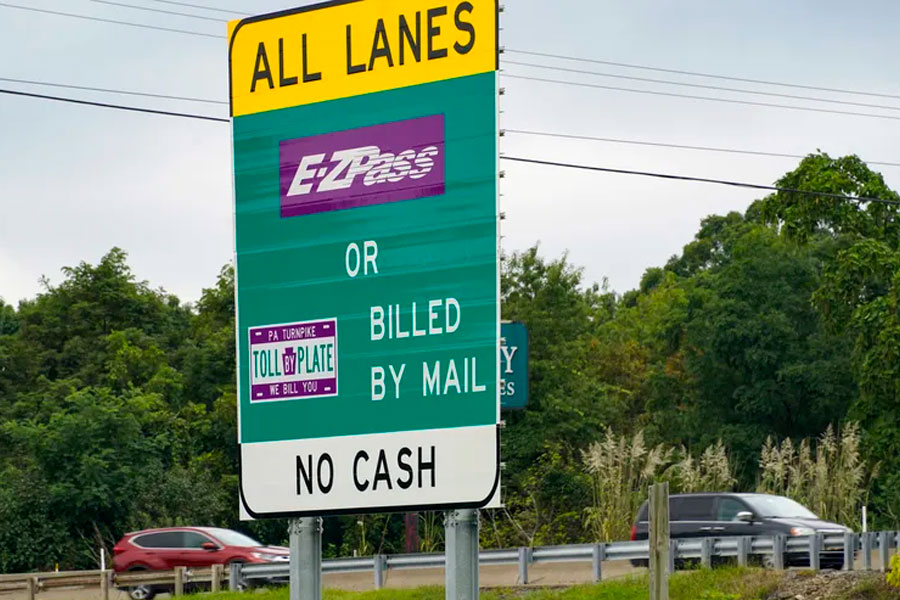 ALL LANES
E-ZPass
OR
BILLED
BY MAIL
PA TURNPIKE
TOLL BY PLATE
WE BILL YOU
NO CASH